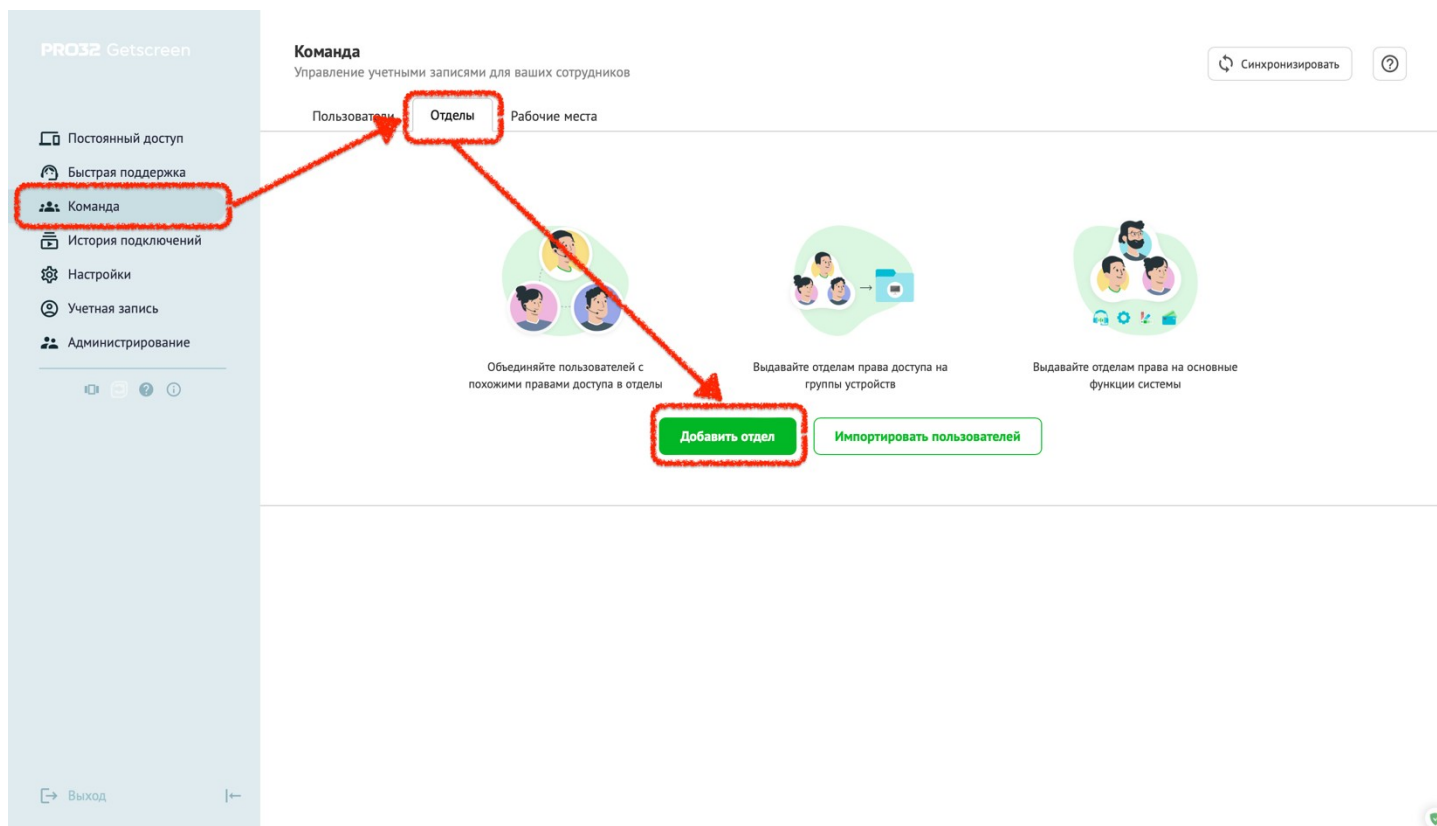 PRO32 Getscreen
Постоянный доступ
Быстрая поддержка
Команда
История подключений
Настройки
Учетная запись
Администрирование
Выход
Команда
Управление учетными записями для ваших сотрудников
Синхронизировать
Пользователи Отделы Рабочие места
Объединяйте пользователей с
похожими правами доступа в отделы
Выдавайте отделам права доступа на
группы устройств
Выдавайте отделам права на основные
функции системы
Добавить отдел
Импортировать пользователей